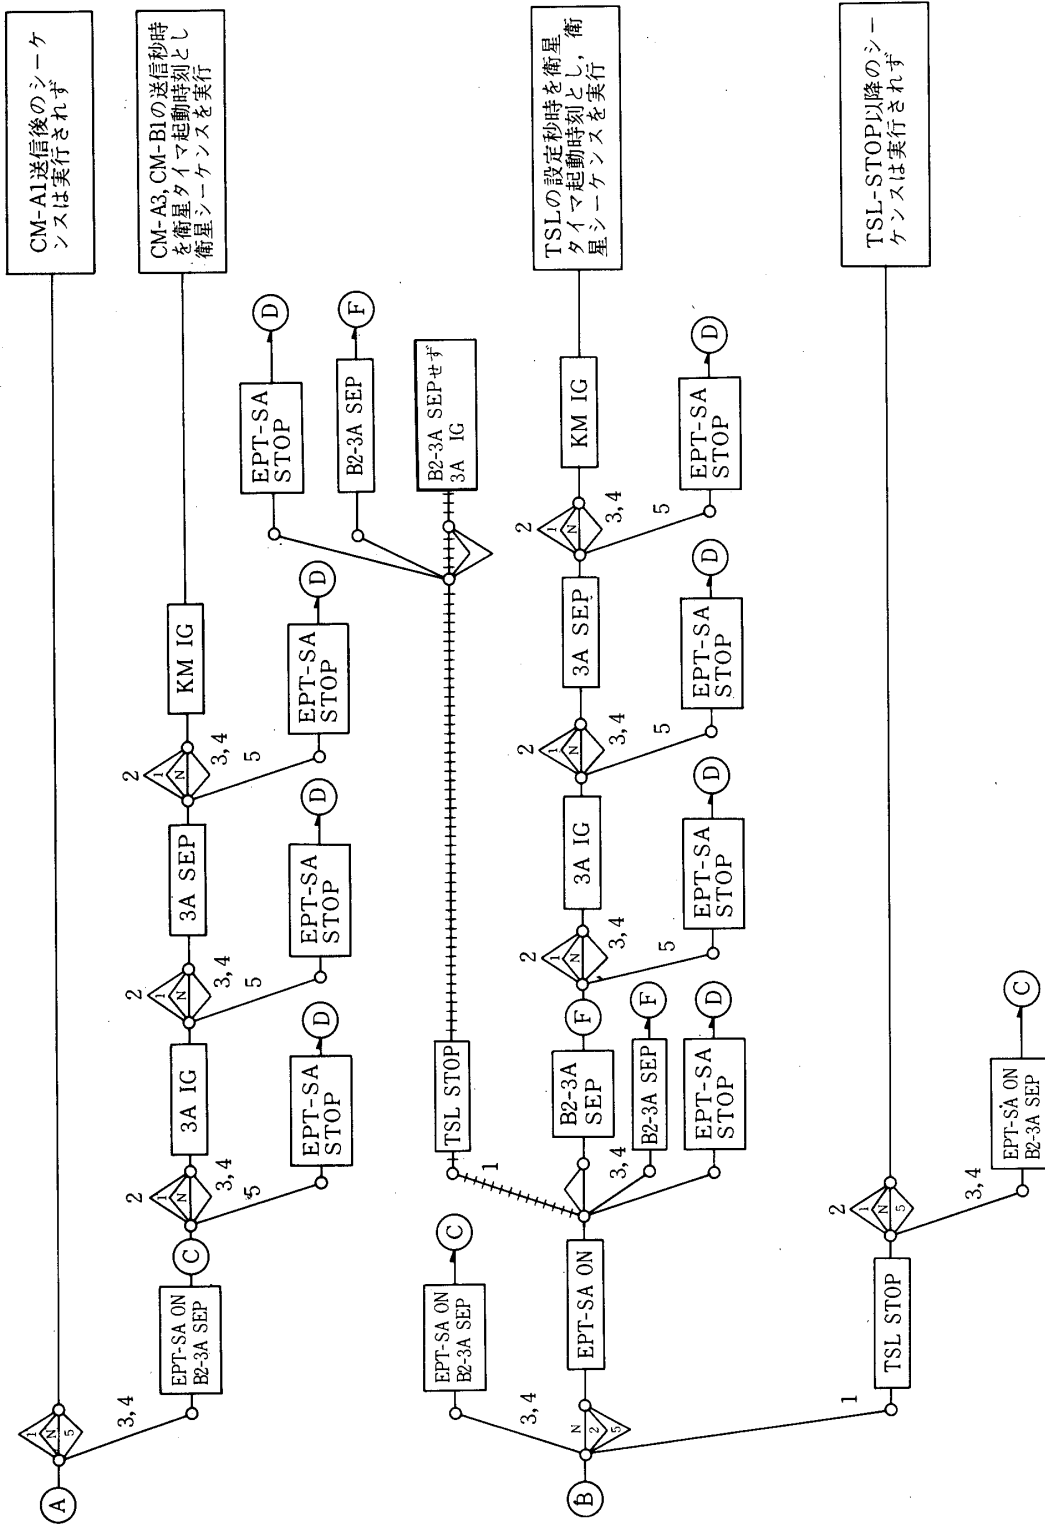 A
1
N
5
3,4
CM-A1送信後のシーケ
ンスは実行されず
EPT-SA ON
B2-3A SEP
C
2
1
N
3,4
5
3A IG
2
1
N
3,4
5
3A SEP
2
1
N
3,4
5
KM IG
CM-A3, CM-B1の送信秒時
を衛星タイマ起動時刻とし
衛星シーケンスを実行
EPT-SA
STOP
D
EPT-SA
STOP
D
EPT-SA
STOP
D
EPT-SA
STOP
D
B2-3A SEP
F
EPT-SA ON
B2-3A SEP
C
TSL STOP
B2-3A SEPせず
3A IG
3,4
1
B
N
2
5
EPT-SA ON
B2-3A
SEP
F
2
1
N
3,4
5
3A IG
2
1
N
3,4
5
3A SEP
2
1
N
3,4
5
KM IG
TSLの設定秒時を衛星
タイマ起動時刻とし，衛
星シーケンスを実行
3,4
B2-3A SEP
F
EPT-SA
STOP
D
EPT-SA
STOP
D
EPT-SA
STOP
D
EPT-SA
STOP
D
1
TSL STOP
2
1
N
5
3,4
TSL-STOP以降のシー
ケンスは実行されず
EPT-SA ON
B2-3A SEP
C